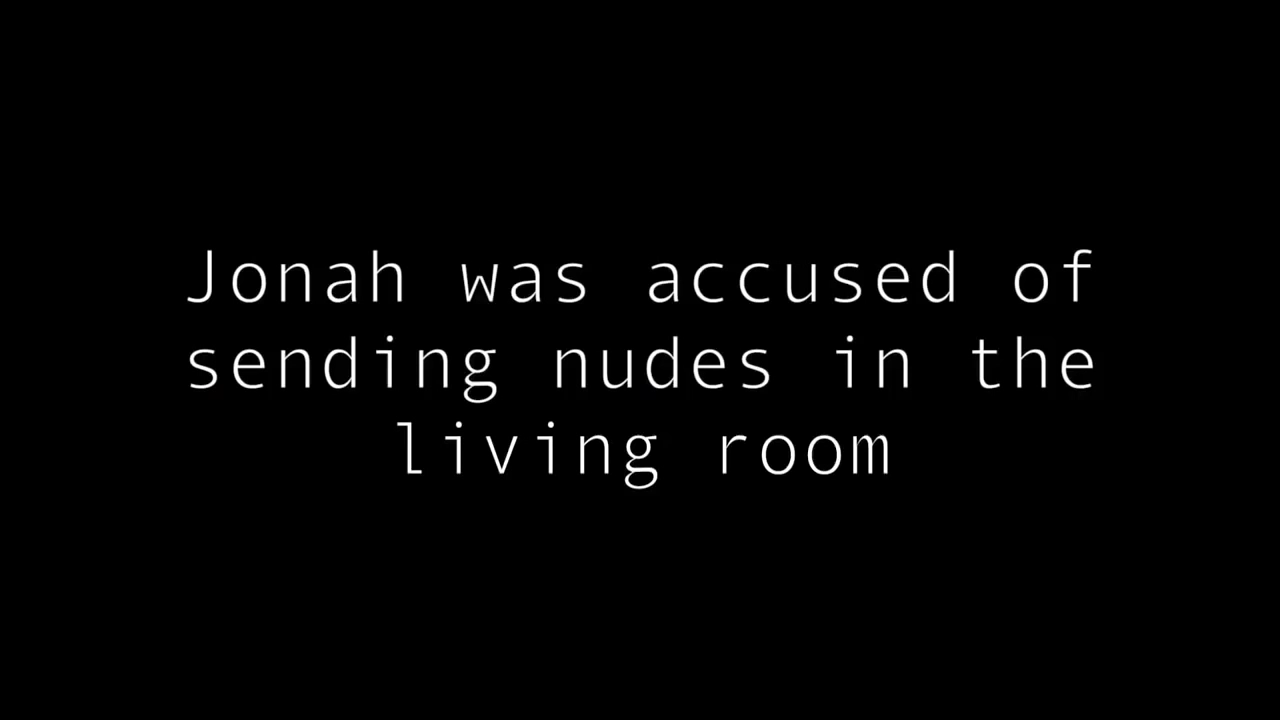 Jonah was accused of
sending nudes in the
living room